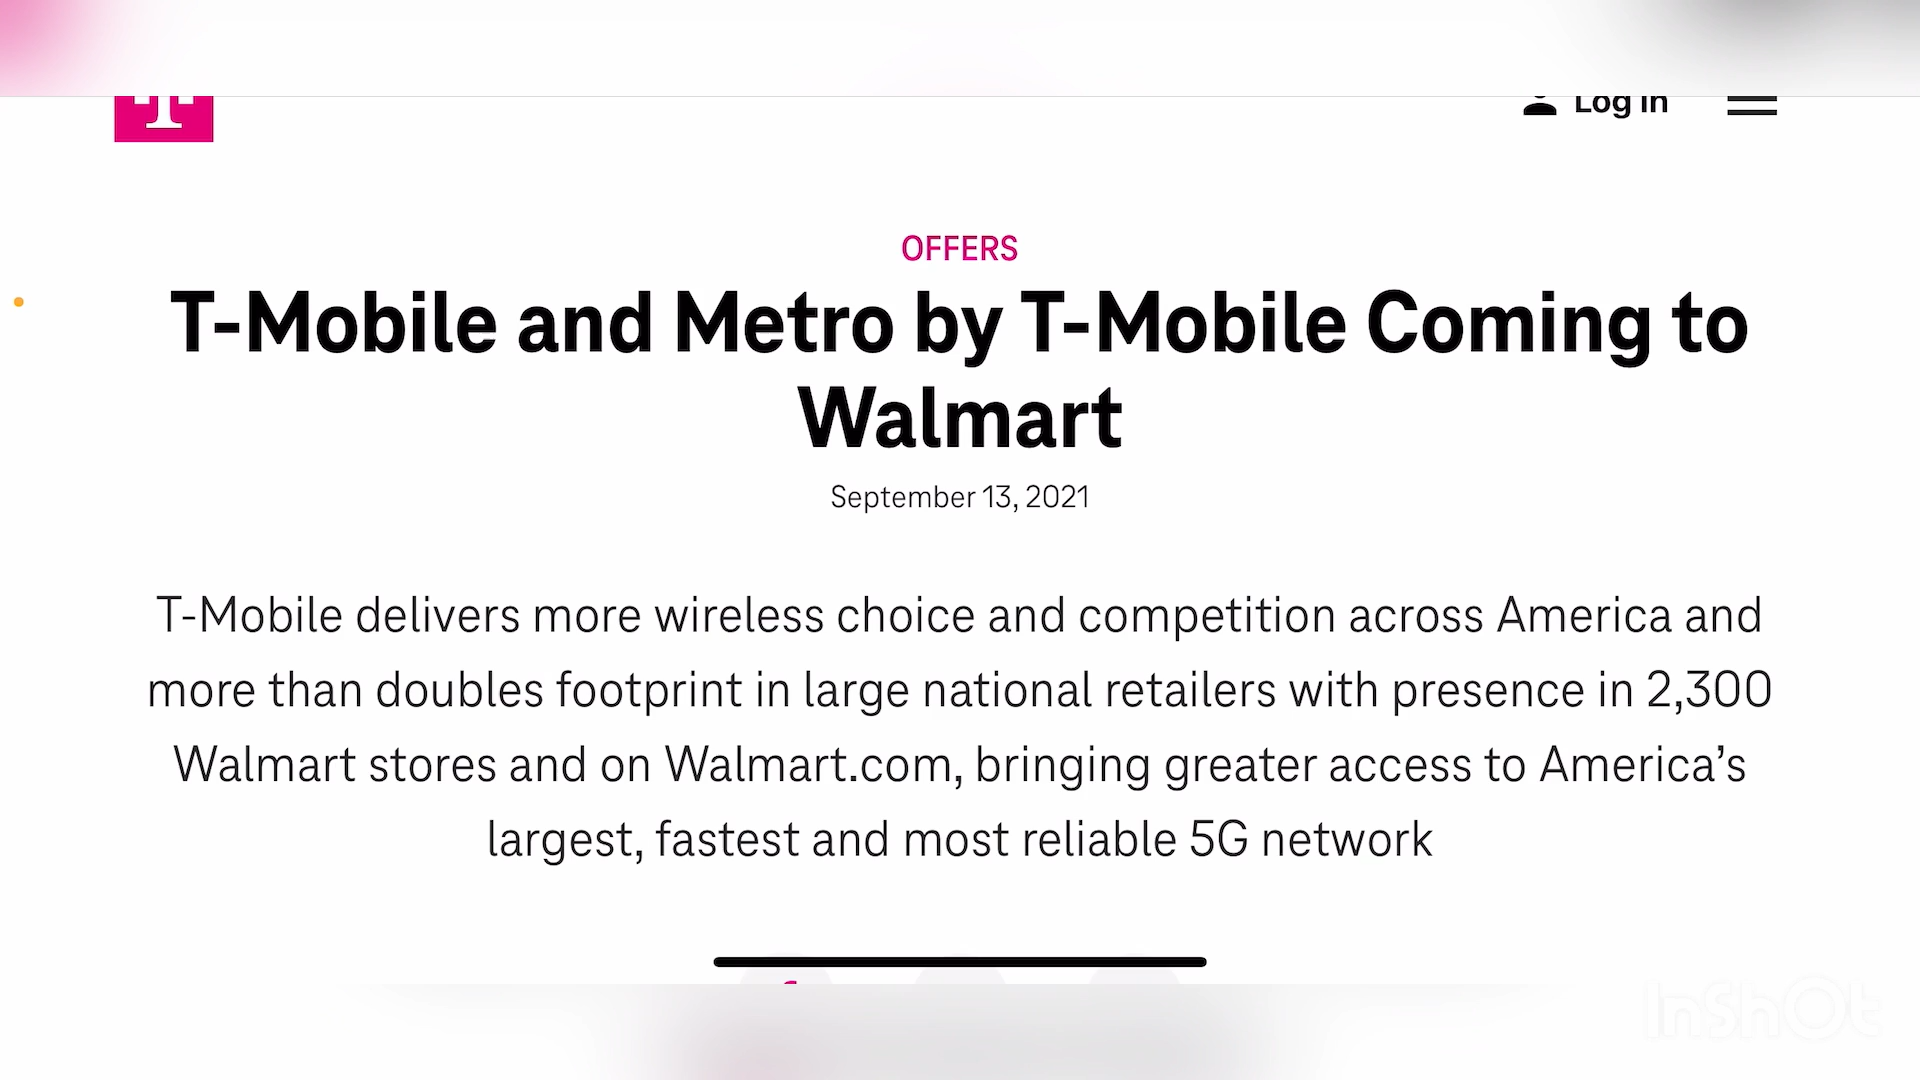 T
Log in
OFFERS
T-Mobile and Metro by T-Mobile Coming to
Walmart
September 13, 2021
T-Mobile delivers more wireless choice and competition across America and
more than doubles footprint in large national retailers with presence in 2,300
Walmart stores and on Walmart.com, bringing greater access to America’s
largest, fastest and most reliable 5G network
InShOt